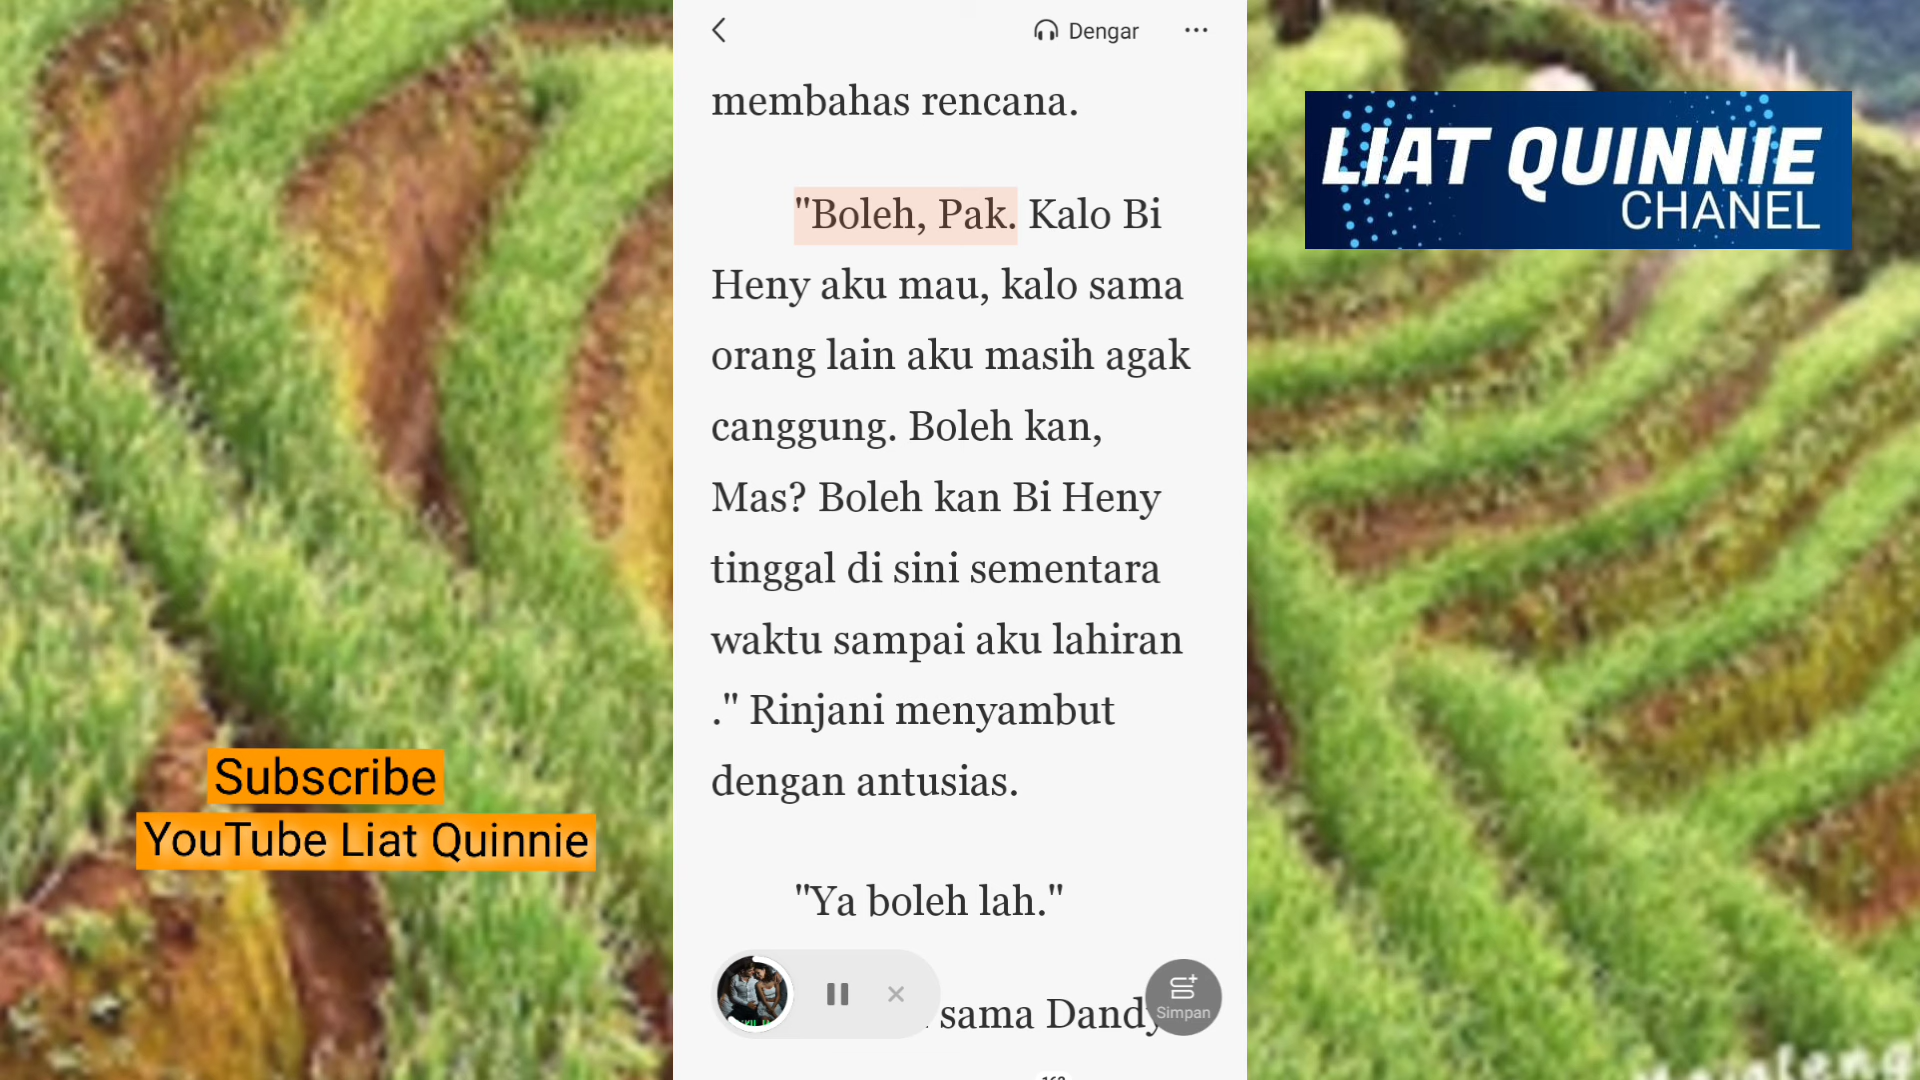 Dengar
membahas rencana.
"Boleh, Pak. Kalo Bi
Heny aku mau, kalo sama
orang lain aku masih agak
canggung. Boleh kan,
Mas? Boleh kan Bi Heny
tinggal di sini sementara
waktu sampai aku lahiran
." Rinjani menyambut
dengan antusias.
"Ya boleh lah."
sama Dandy
Simpan
LIAT QUINNIE
CHANEL
Subscribe
YouTube Liat Quinnie